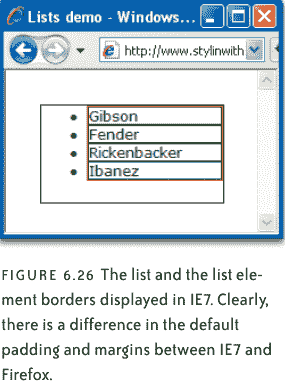 Lists demo - Windows...
http://www.stylinwith
Gibson
Fender
Rickenbacker
Ibanez
FIGURE 6.26 The list and the list ele-
ment borders displayed in IE7. Clearly,
there is a difference in the default
padding and margins between IE7 and
Firefox.